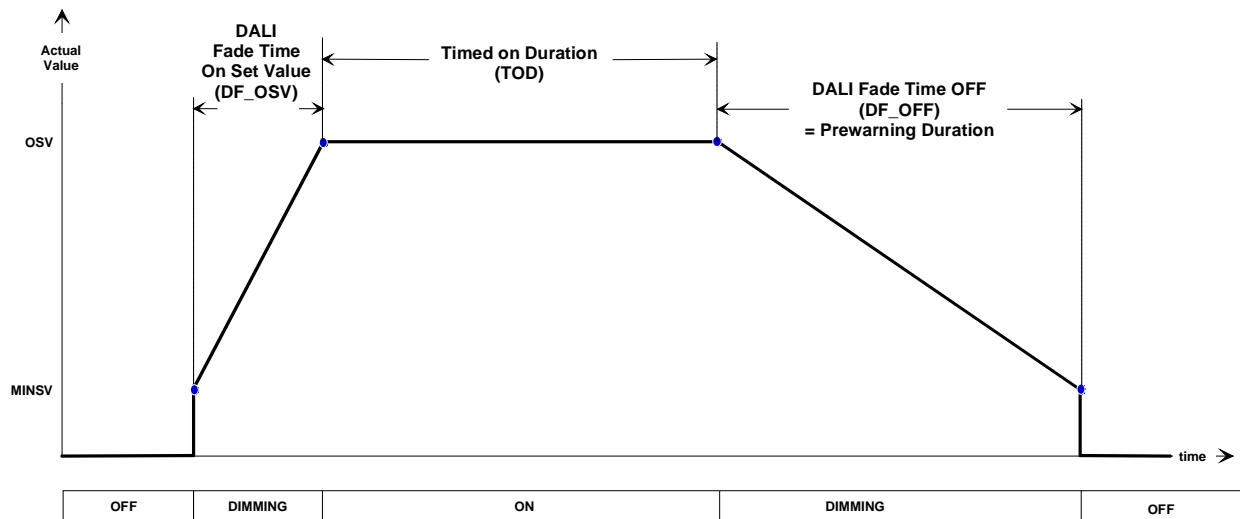 Actual
Value
DALI
Fade Time
On Set Value
(DF_OSV)
Timed on Duration
(TOD)
DALI Fade Time OFF
(DF_OFF)
= Prewarning Duration
OSV
MINSV
time
OFF
DIMMING
ON
DIMMING
OFF